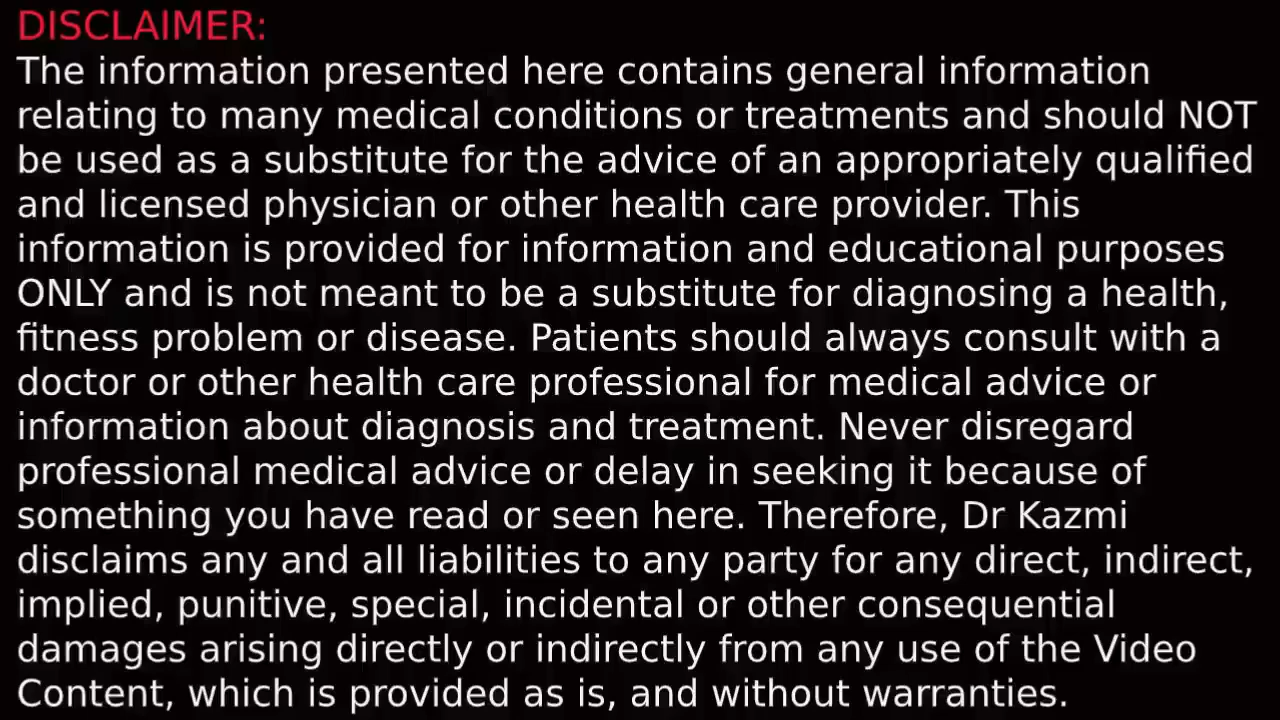 DISCLAIMER:
The information presented here contains general information
relating to many medical conditions or treatments and should NOT
be used as a substitute for the advice of an appropriately qualified
and licensed physician or other health care provider. This
information is provided for information and educational purposes
ONLY and is not meant to be a substitute for diagnosing a health,
fitness problem or disease. Patients should always consult with a
doctor or other health care professional for medical advice or
information about diagnosis and treatment. Never disregard
professional medical advice or delay in seeking it because of
something you have read or seen here. Therefore, Dr Kazmi
disclaims any and all liabilities to any party for any direct, indirect,
implied, punitive, special, incidental or other consequential
damages arising directly or indirectly from any use of the Video
Content, which is provided as is, and without warranties.